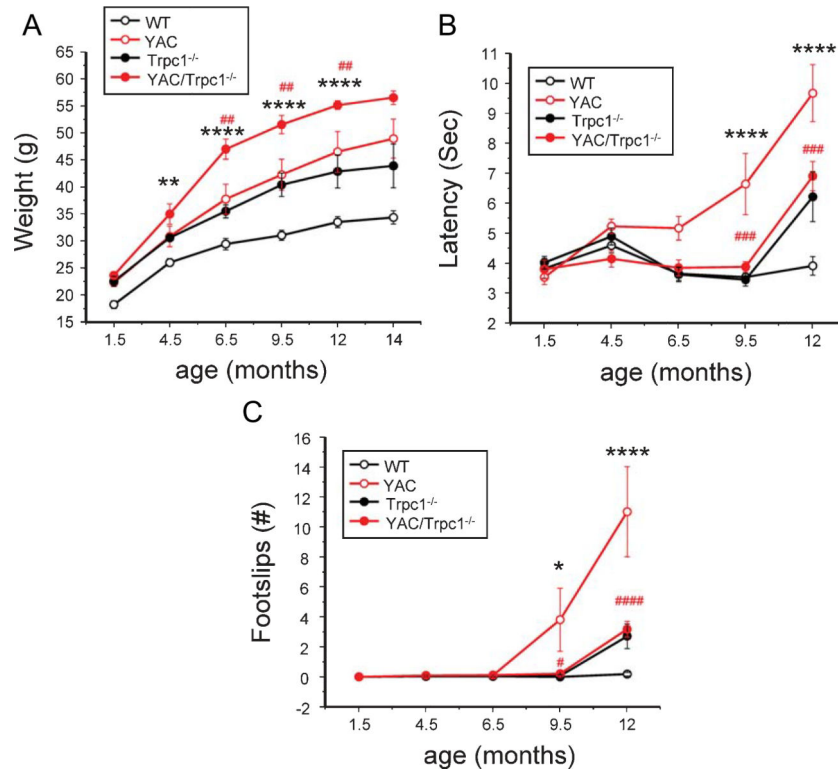 A
WT
YAC
Trpc1-/-
YAC/Trpc1-/-
65
60
55
50
45
40
35
30
25
20
15
Weight (g)
**
****
##
****
##
****
##
1.5 4.5 6.5 9.5 12 14
age (months)
B
WT
YAC
Trpc1-/-
YAC/Trpc1-/-
11
10
9
8
7
6
5
4
3
2
Latency (Sec)
****
****
###
###
1.5 4.5 6.5 9.5 12
age (months)
C
WT
YAC
Trpc1-/-
YAC/Trpc1-/-
16
14
12
10
8
6
4
2
0
-2
Footslips (#)
*
****
#
####
1.5 4.5 6.5 9.5 12
age (months)